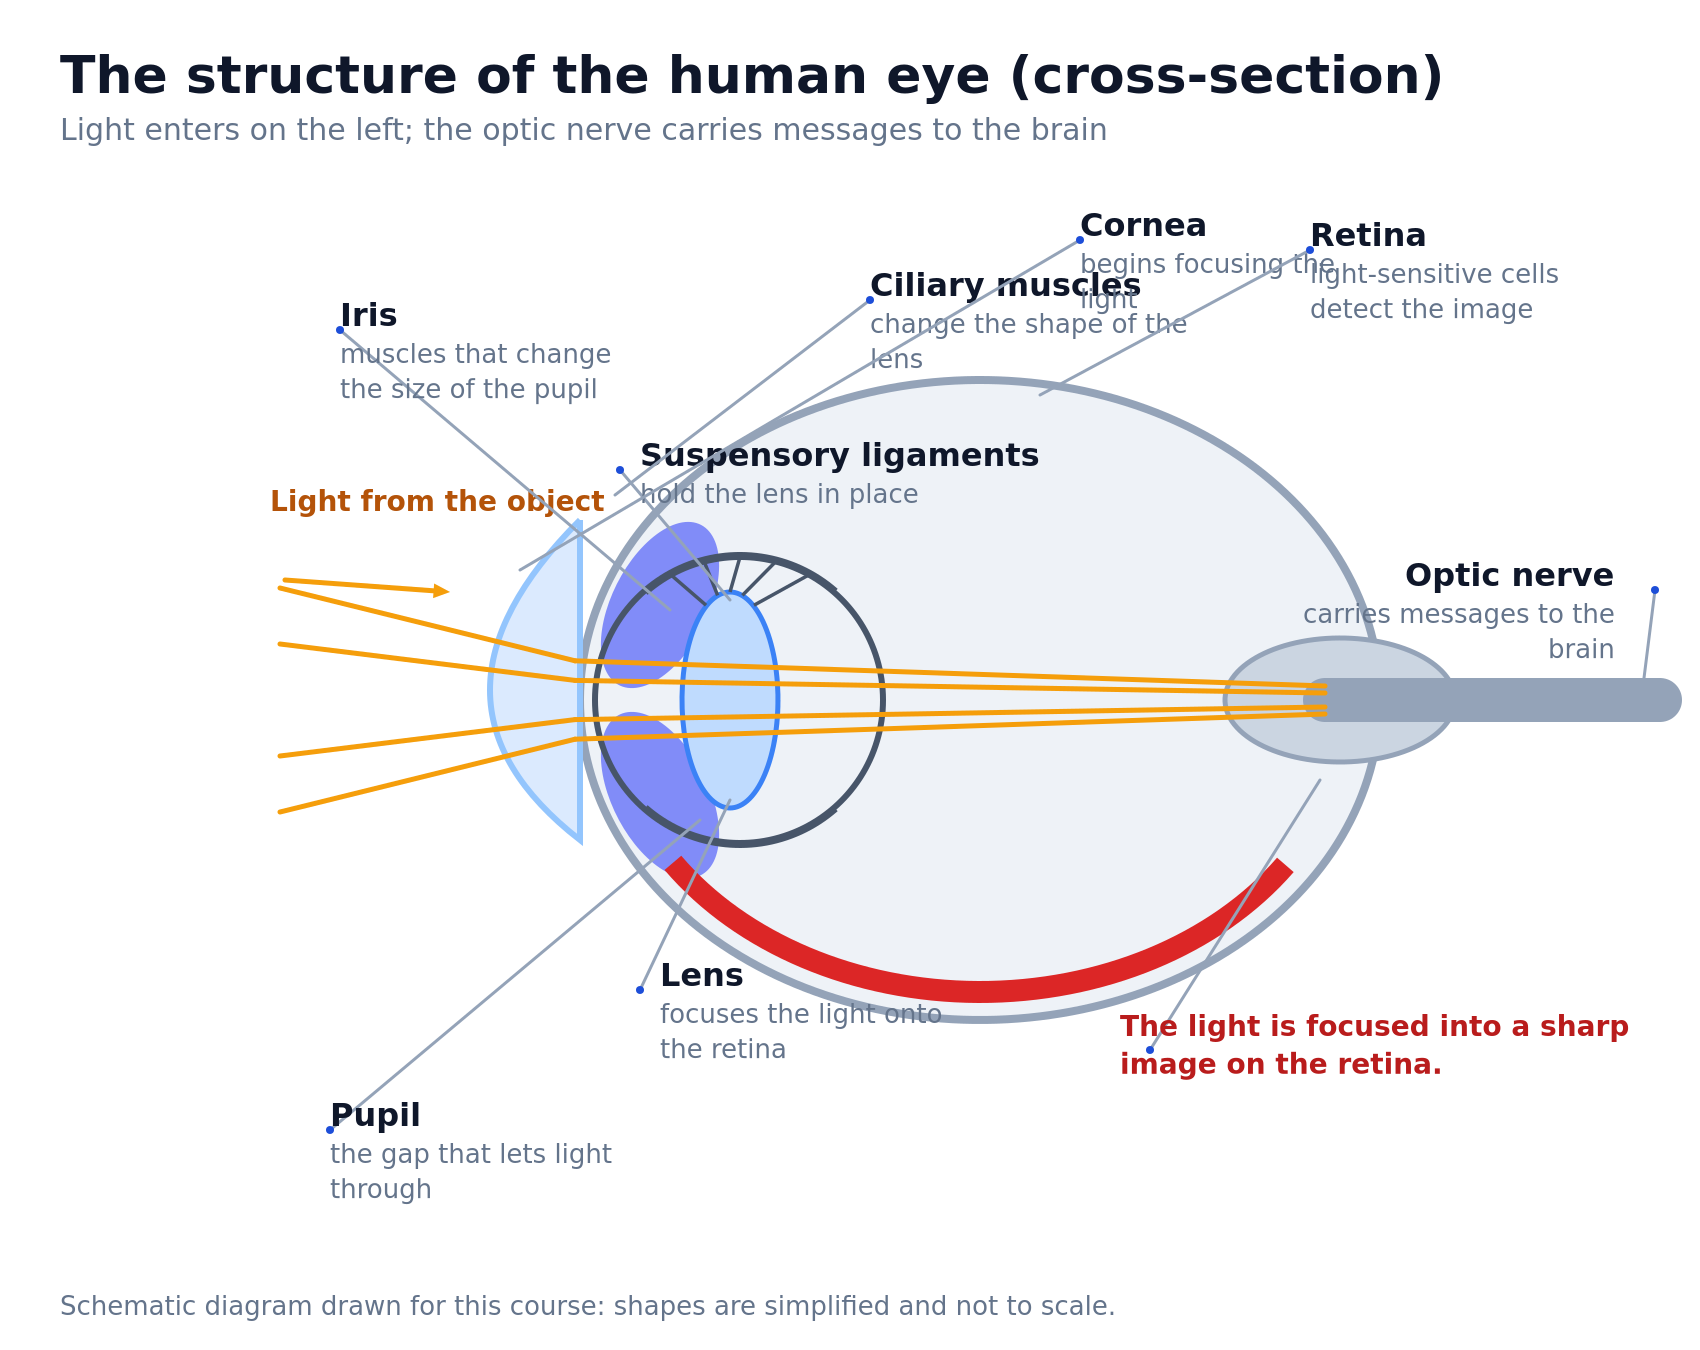 The structure of the human eye (cross-section)
Light enters on the left; the optic nerve carries messages to the brain
Cornea
begins focusing the
light
Retina
light-sensitive cells
detect the image
Ciliary muscles
change the shape of the
lens
Iris
muscles that change
the size of the pupil
Suspensory ligaments
hold the lens in place
Light from the object
Optic nerve
carries messages to the
brain
Lens
focuses the light onto
the retina
The light is focused into a sharp
image on the retina.
Pupil
the gap that lets light
through
Schematic diagram drawn for this course: shapes are simplified and not to scale.